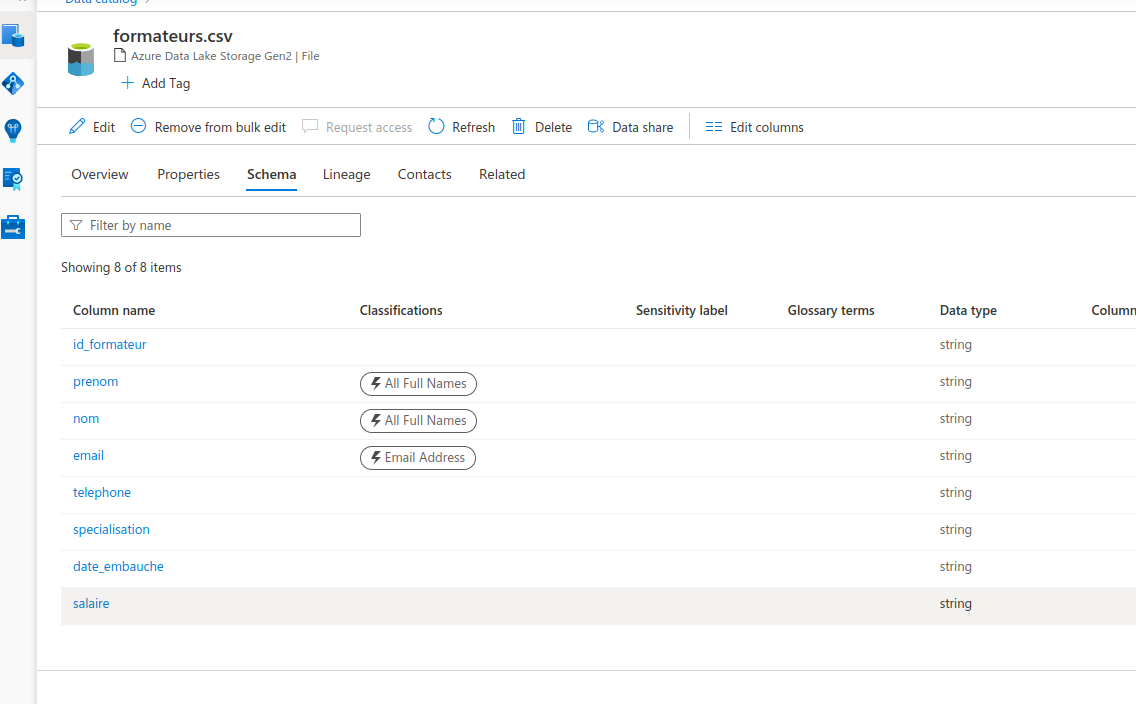 Data catalog >
formateurs.csv
Azure Data Lake Storage Gen2 | File
Add Tag
Edit Remove from bulk edit Request access Refresh Delete Data share Edit columns
Overview Properties Schema Lineage Contacts Related
Filter by name
Showing 8 of 8 items
Column name Classifications Sensitivity label Glossary terms Data type Column
id_formateur string
prenom All Full Names string
nom All Full Names string
email Email Address string
telephone string
specialisation string
date_embauche string
salaire string